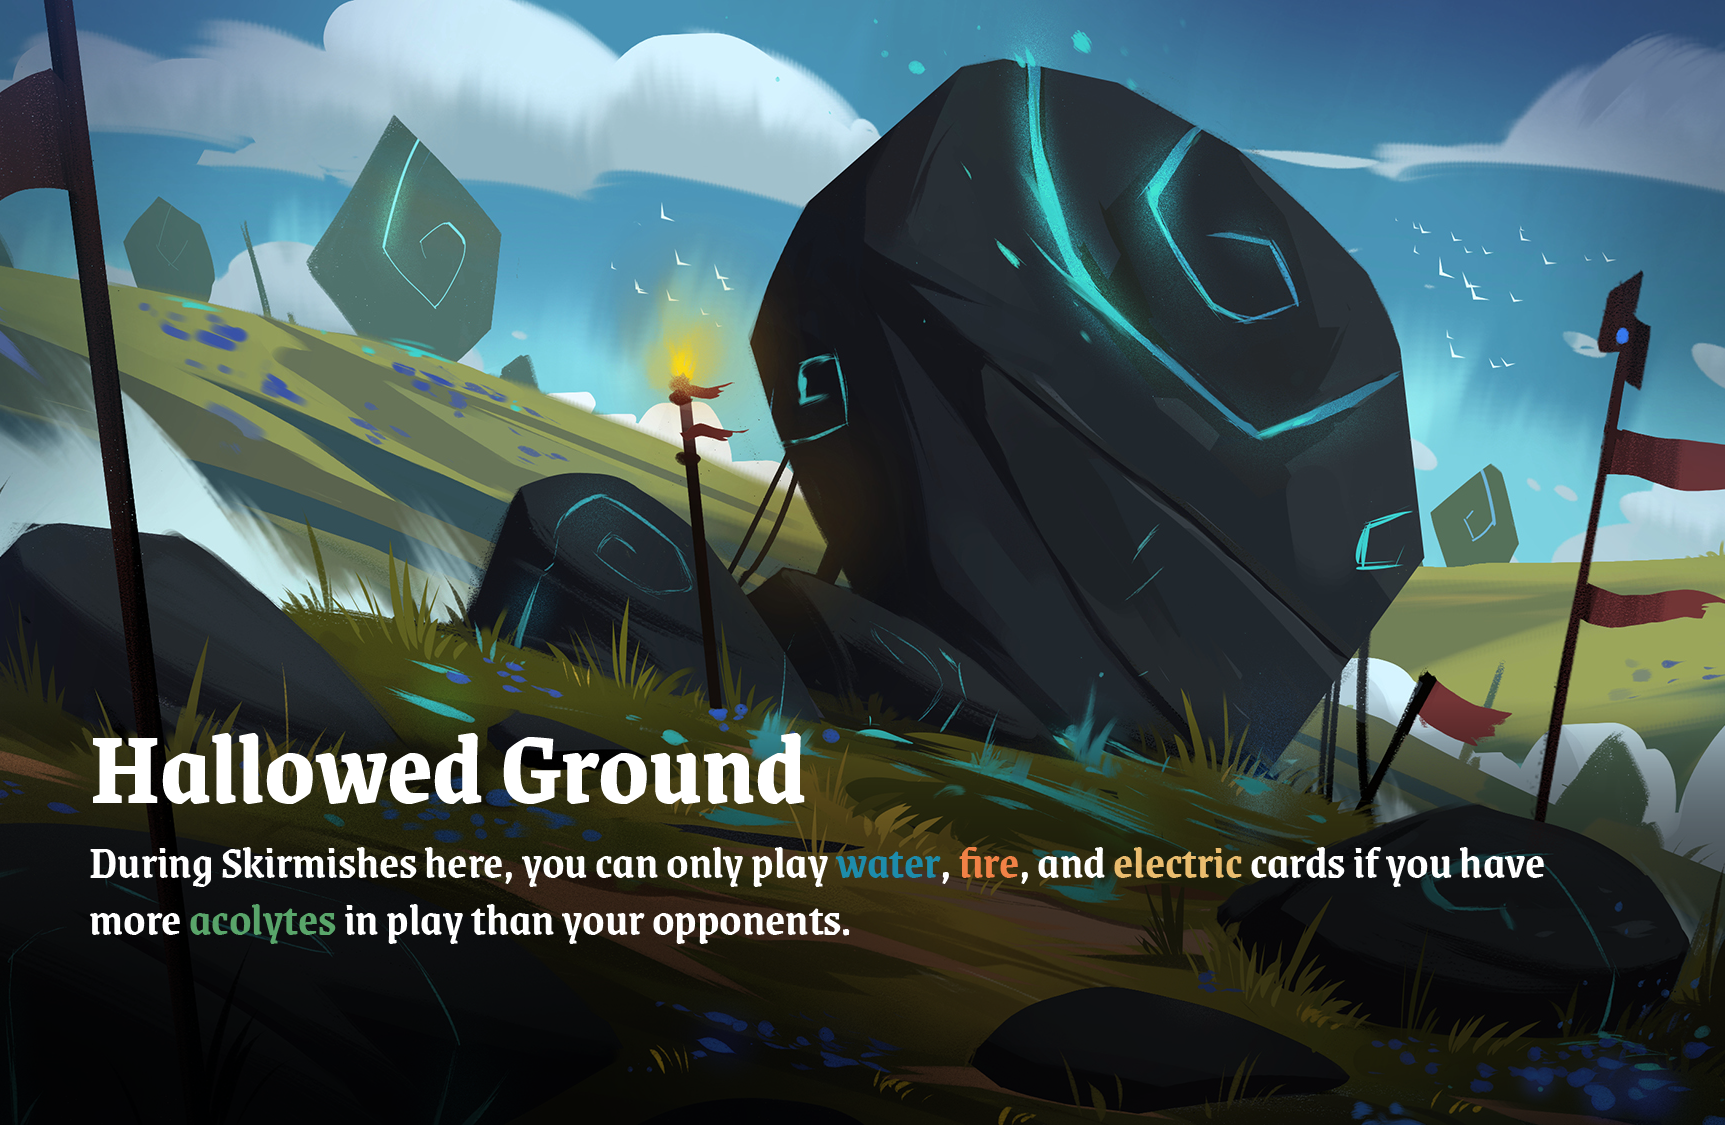 Hallowed Ground
During Skirmishes here, you can only play water, fire, and electric cards if you have
more acolytes in play than your opponents.